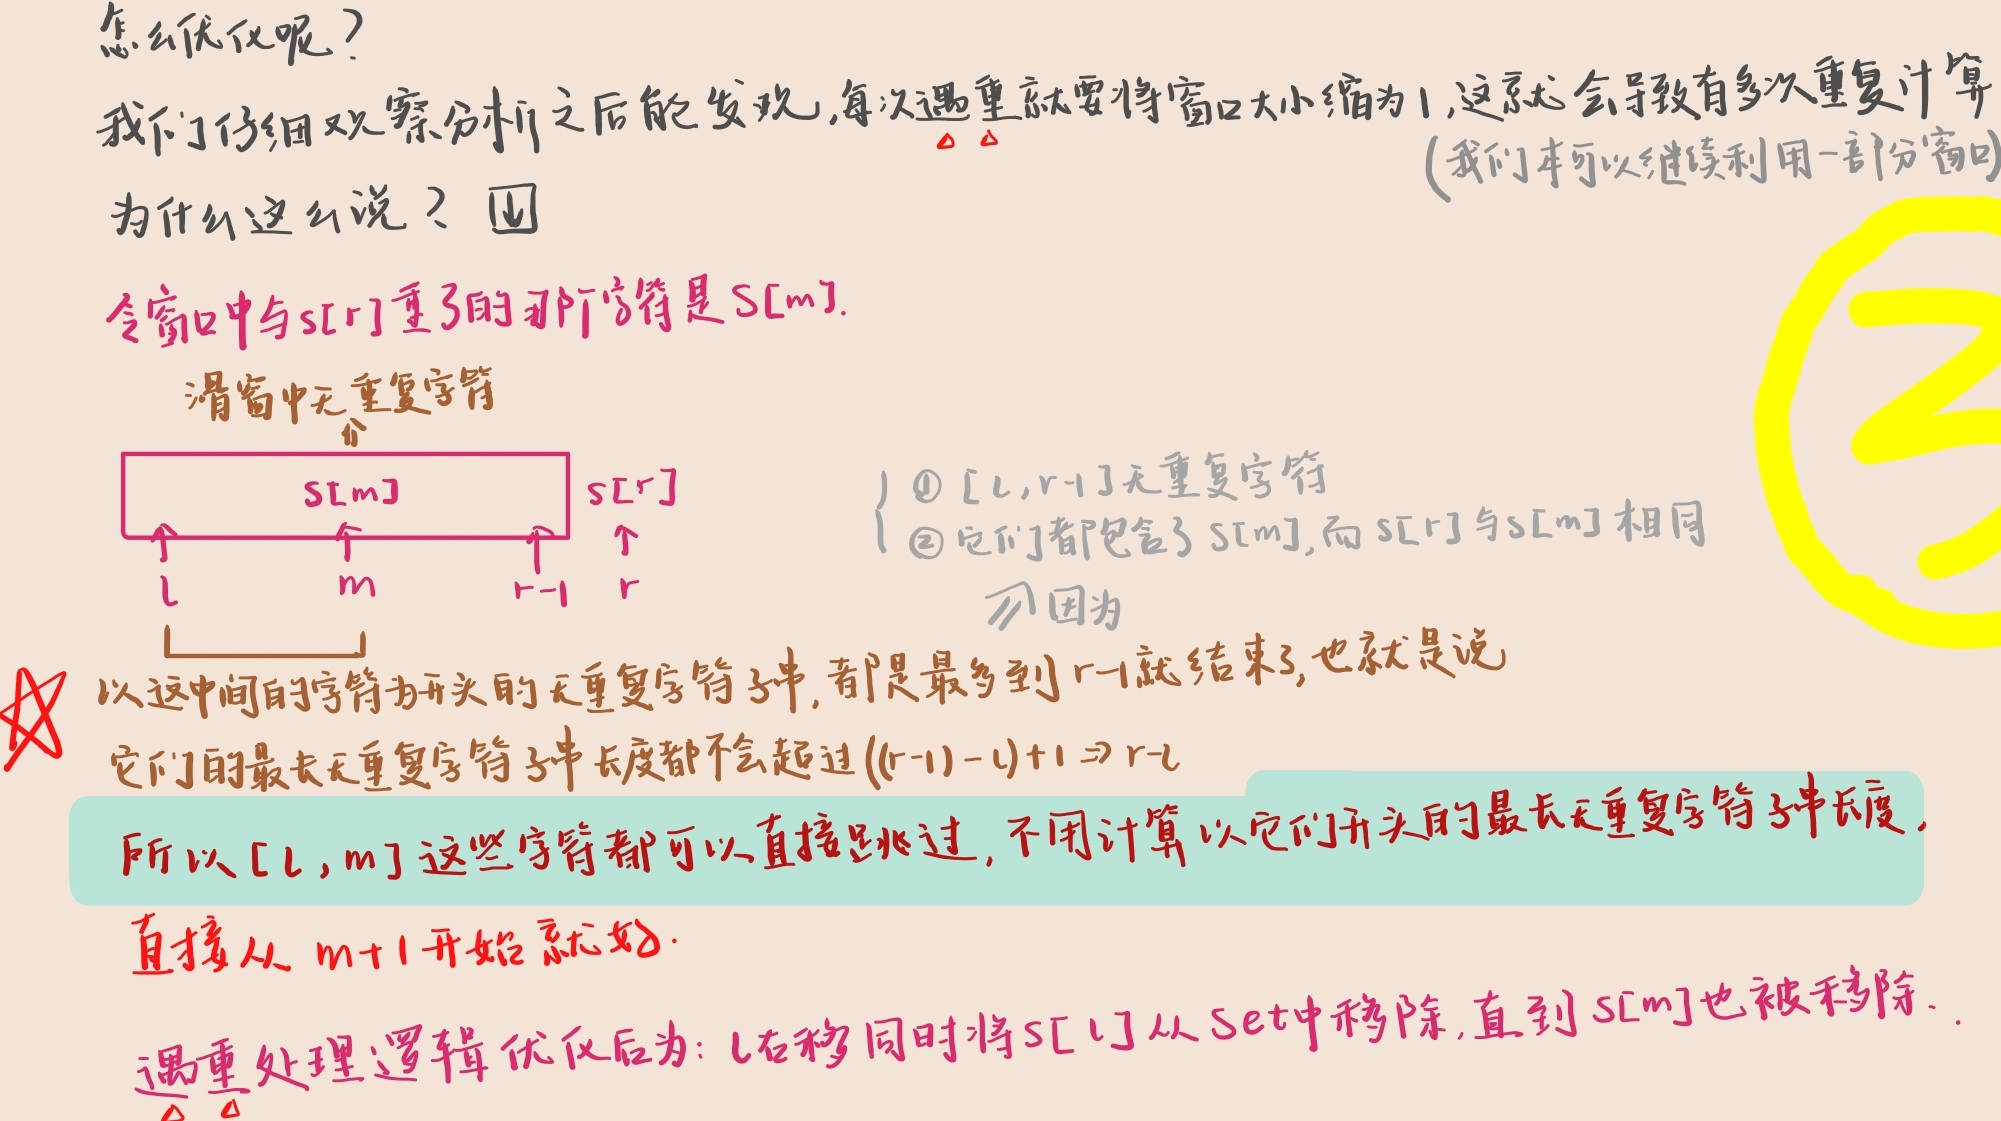 怎么优化呢？
我们仔细观察分析之后能发现,每次遇重就要将窗口大小缩为1,这就会导致有多次重复计算
(我们本可以继续利用一部分窗口)
为什么这么说？
令窗口中与s[r]重了的那个字符是S[m].
滑窗中无重复字符
S[m] s[r]
l m r-1 r
① [l,r-1]无重复字符
② 它们都包含了s[m],而s[r]与s[m]相同
因为
以这中间的字符为开头的无重复字符子串,都是最多到r-1就结束了,也就是说
它们的最长无重复字符子串长度都不会超过((r-1)-l)+1⇒r-l
所以[l,m]这些字符都可以直接跳过,不用计算以它们开头的最长无重复字符子串长度,
直接从 m+1开始就好.
遇重处理逻辑优化后为:l右移同时将s[l]从Set中移除,直到s[m]也被移除..
②